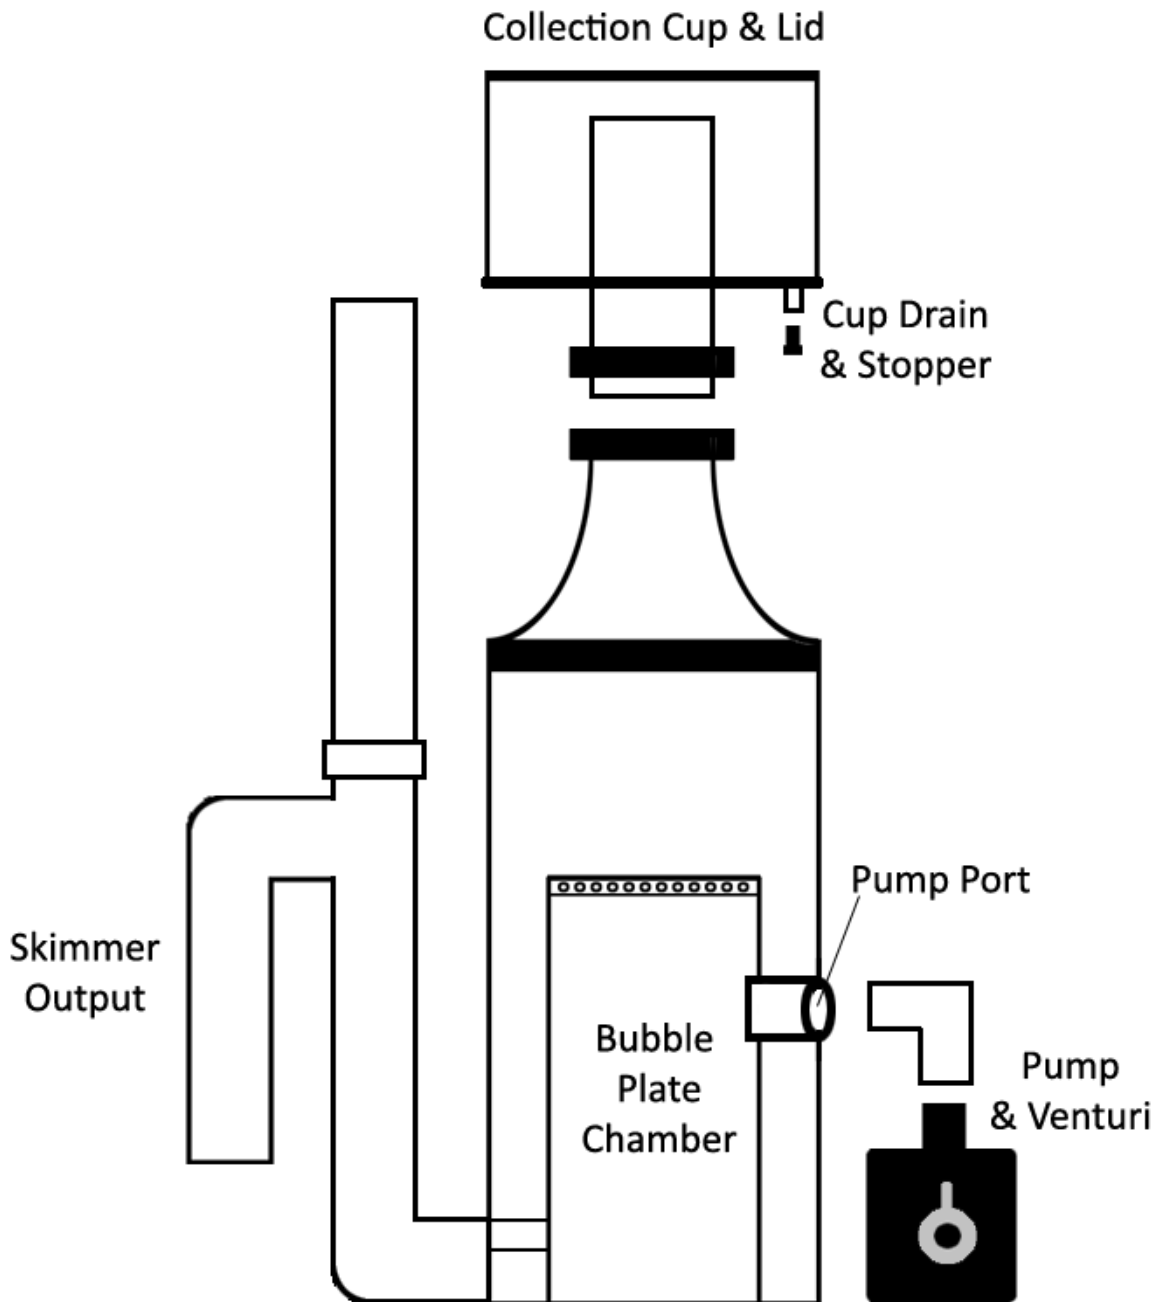 Collection Cup & Lid
Cup Drain
& Stopper
Pump Port
Skimmer
Output
Bubble
Plate
Chamber
Pump
& Venturi